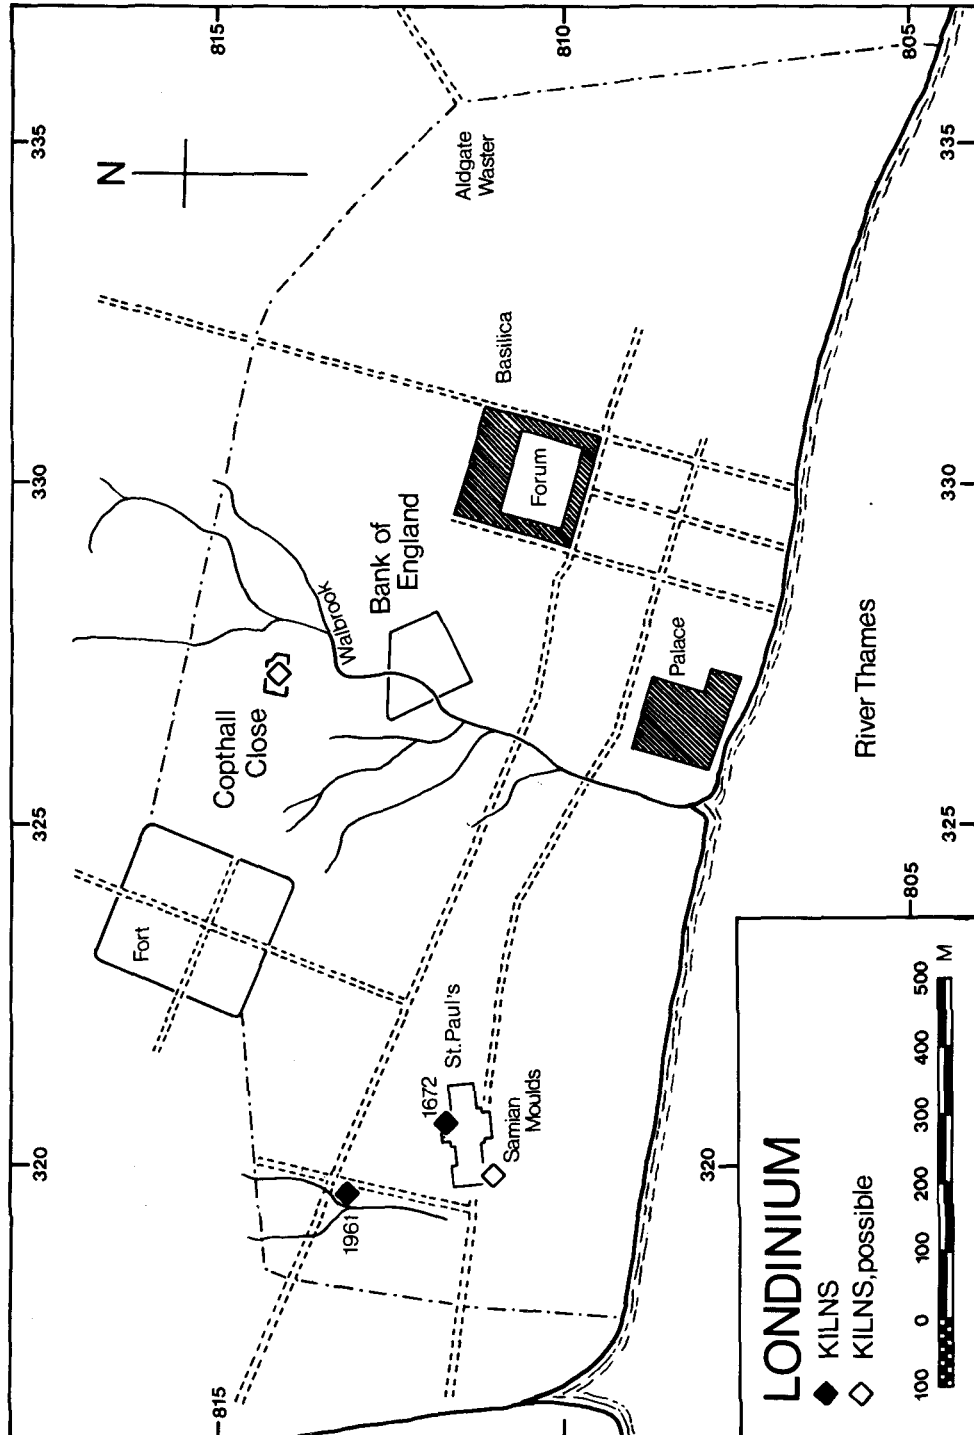 815
810
805
335
N
Aldgate
Waster
335
Basilica
330
Forum
330
Bank of
England
Walbrook
Palace
River Thames
Copthall
Close
325
Fort
325
805
St.Paul's
1672
Samian
Moulds
320
320
1961
815
LONDINIUM
KILNS
KILNS,possible
100 0 100 200 300 400 500 M